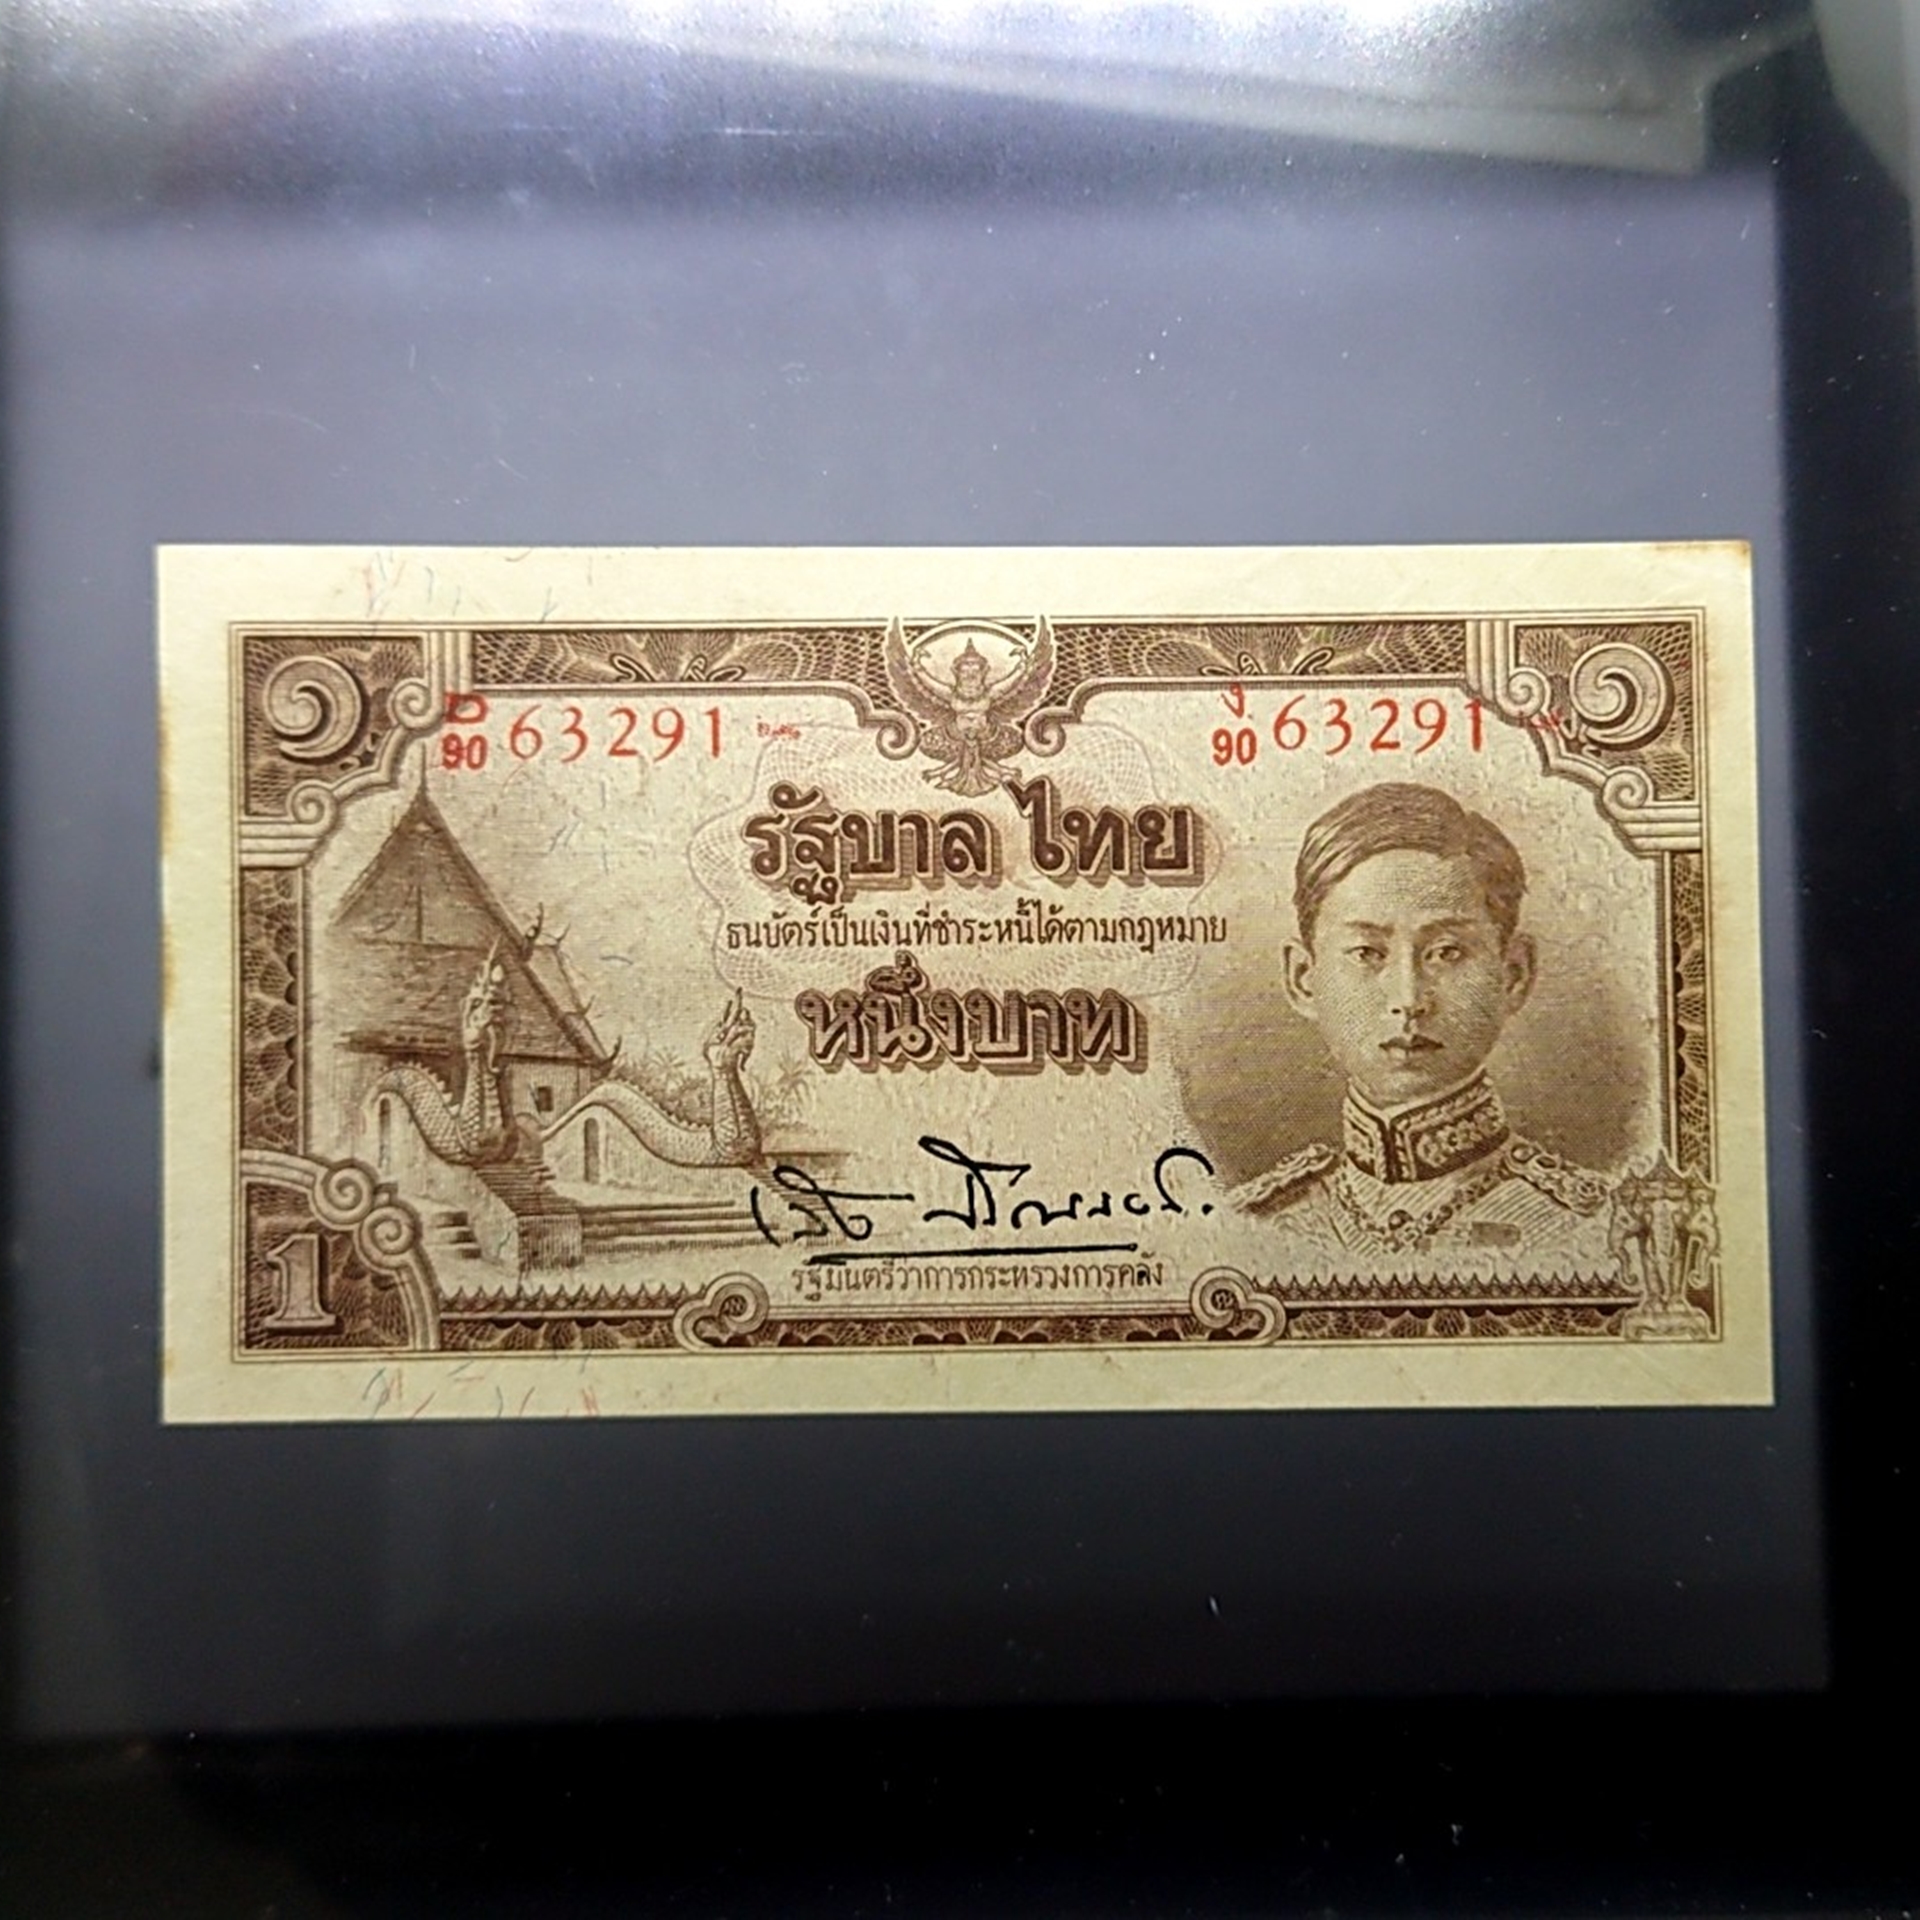 ๑ ๑
D
90 63291
ง
90 63291
รัฐบาล ไทย
ธนบัตร์เป็นเงินที่ชำระหนี้ได้ตามกฎหมาย
หนึ่งบาท
รัฐมนตรีว่าการกระทรวงการคลัง
1